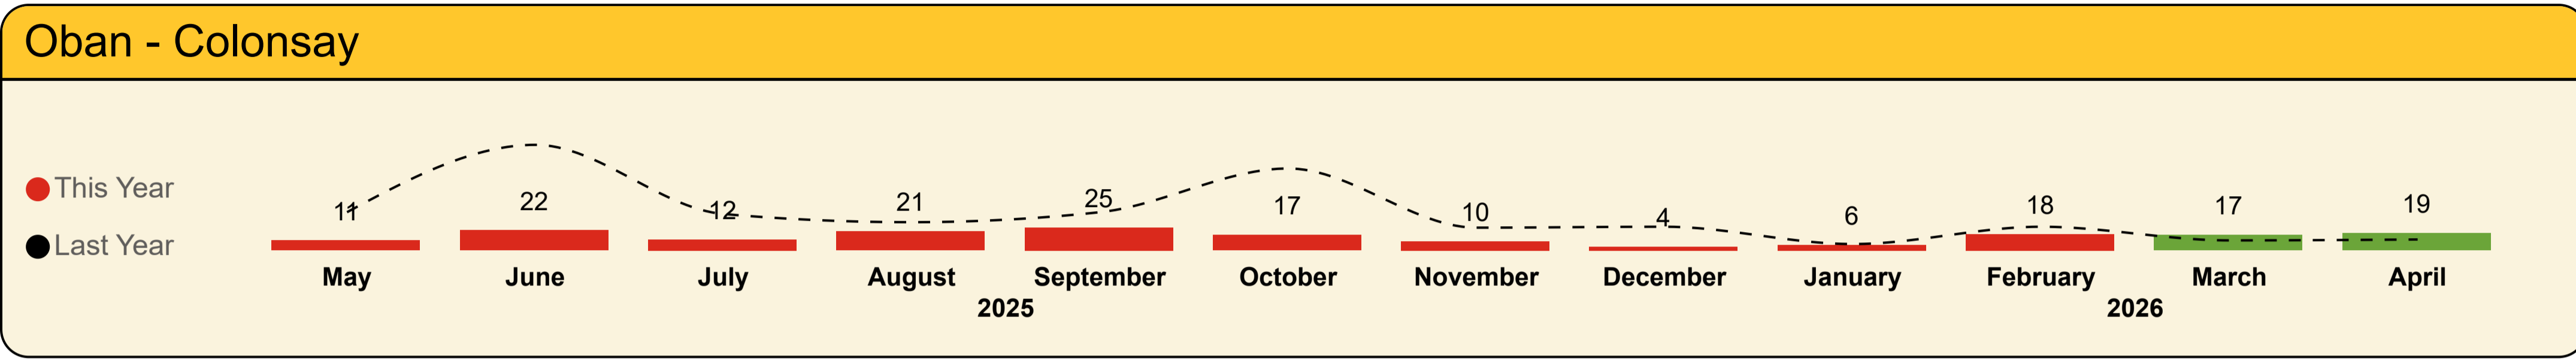 Oban - Colonsay
This Year
Last Year
11 22 12 21 25 17 10 4 6 18 17 19
May June July August September October November December January February March April
2025 2026